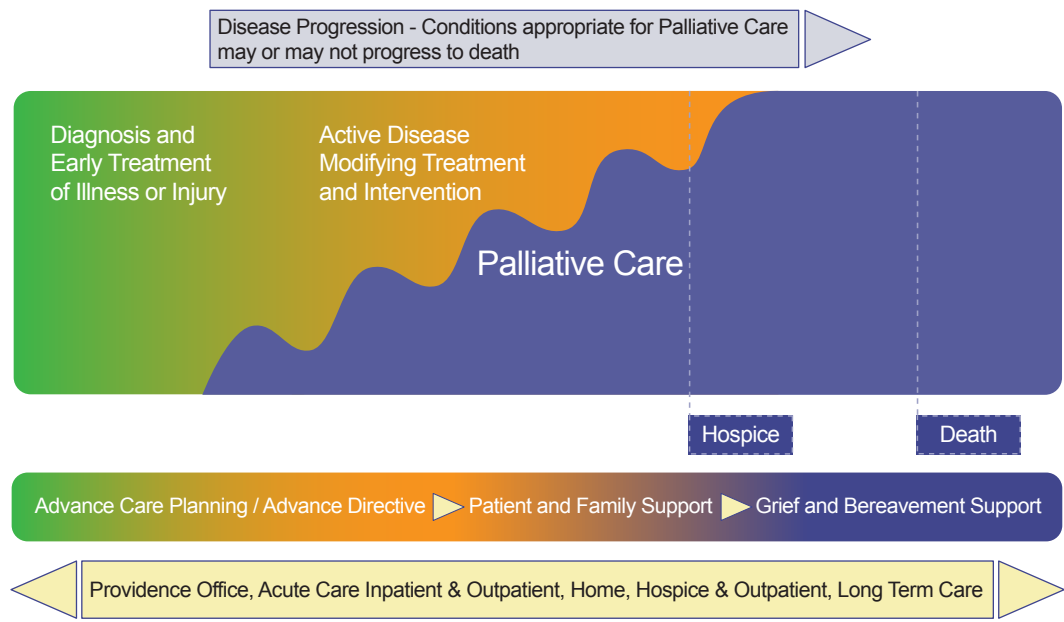 Disease Progression - Conditions appropriate for Palliative Care
may or may not progress to death
Diagnosis and
Early Treatment
of Illness or Injury
Active Disease
Modifying Treatment
and Intervention
Palliative Care
Hospice
Death
Advance Care Planning / Advance Directive
Patient and Family Support
Grief and Bereavement Support
Providence Office, Acute Care Inpatient & Outpatient, Home, Hospice & Outpatient, Long Term Care